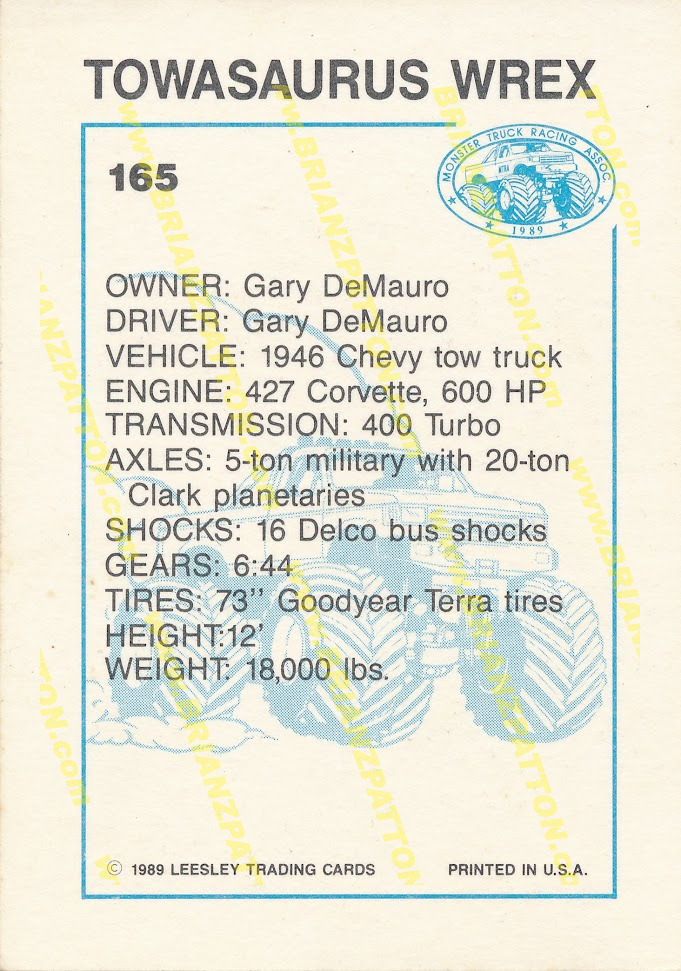 TOWASAURUS WREX
165
MONSTER TRUCK RACING ASSOC.
1989
OWNER: Gary DeMauro
DRIVER: Gary DeMauro
VEHICLE: 1946 Chevy tow truck
ENGINE: 427 Corvette, 600 HP
TRANSMISSION: 400 Turbo
AXLES: 5-ton military with 20-ton
Clark planetaries
SHOCKS: 16 Delco bus shocks
GEARS: 6:44
TIRES: 73'' Goodyear Terra tires
HEIGHT:12'
WEIGHT: 18,000 lbs.
© 1989 LEESLEY TRADING CARDS
PRINTED IN U.S.A.
www.BRIANZPATTON.com